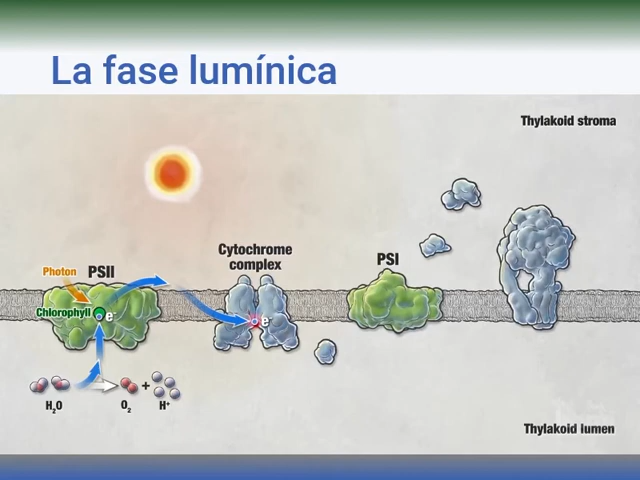 La fase lumínica
Thylakoid stroma
Cytochrome
complex
PSI
Photon
PSII
Chlorophyll
e⁻
e⁻
H₂O
O₂
+
H⁺
Thylakoid lumen